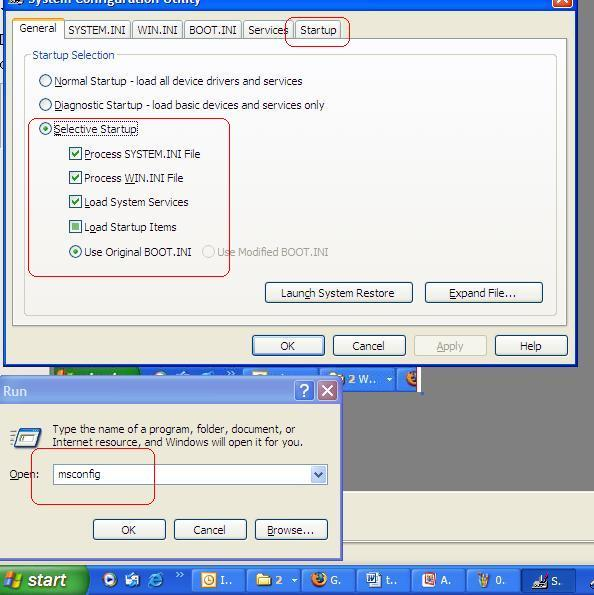 System Configuration Utility
General SYSTEM.INI WIN.INI BOOT.INI Services Startup
Startup Selection
Normal Startup - load all device drivers and services
Diagnostic Startup - load basic devices and services only
Selective Startup
Process SYSTEM.INI File
Process WIN.INI File
Load System Services
Load Startup Items
Use Original BOOT.INI Use Modified BOOT.INI
Launch System Restore Expand File...
OK Cancel Apply Help
2 W..
Run
Type the name of a program, folder, document, or
Internet resource, and Windows will open it for you.
Open: msconfig
OK Cancel Browse...
start I.. 2 G. t.. A. 0. S.